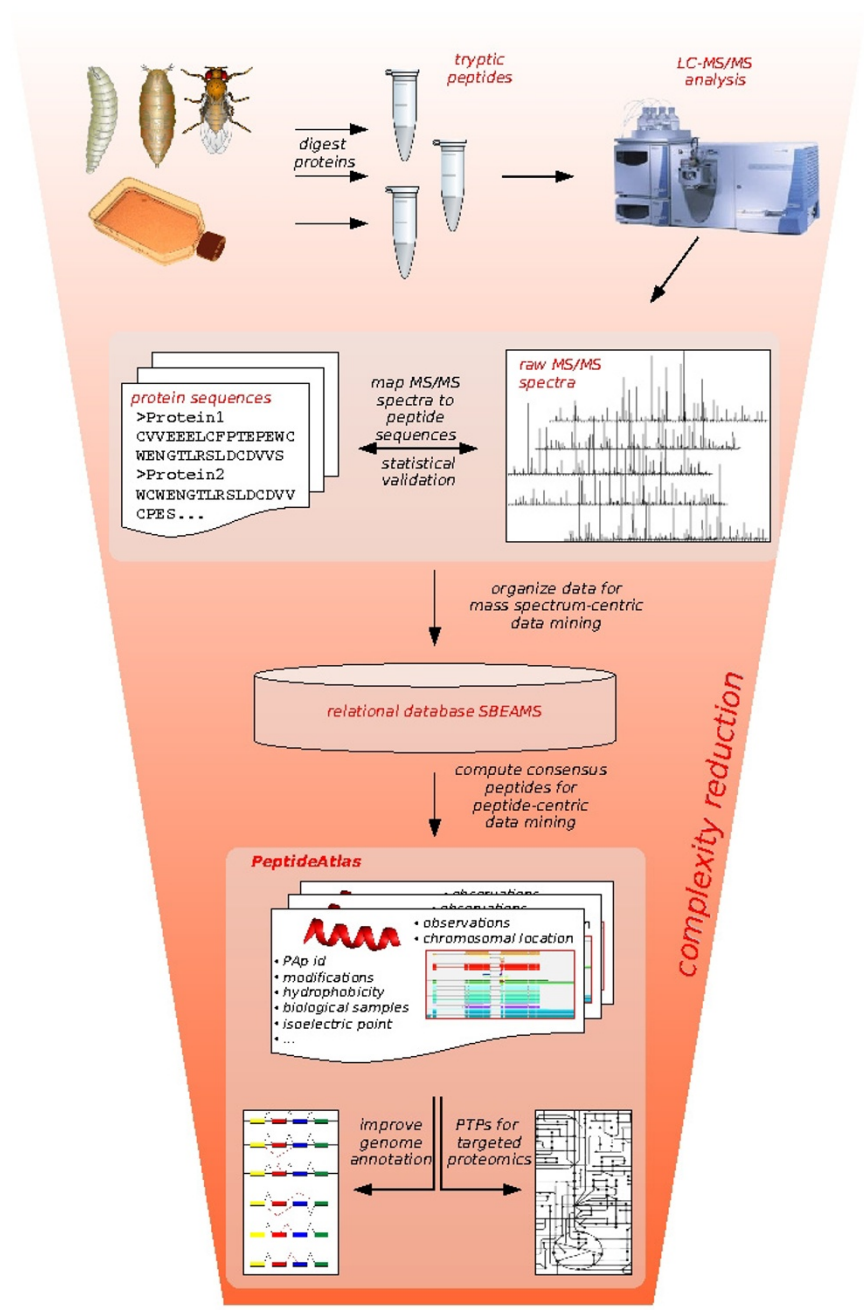 tryptic
peptides
LC-MS/MS
analysis
digest
proteins
protein sequences
>Protein1
CVVEEELCFPTEPEWC
WENGTLRSLDCDVVS
>Protein2
WCWENGTLRSLDCDVV
CPES...
map MS/MS
spectra to
peptide
sequences
statistical
validation
raw MS/MS
spectra
organize data for
mass spectrum-centric
data mining
relational database SBEAMS
compute consensus
peptides for
peptide-centric
data mining
complexity reduction
PeptideAtlas
• observations
• observations
• observations
• chromosomal location
• PAp id
• modifications
• hydrophobicity
• biological samples
• isoelectric point
• ...
improve
genome
annotation
PTPs for
targeted
proteomics